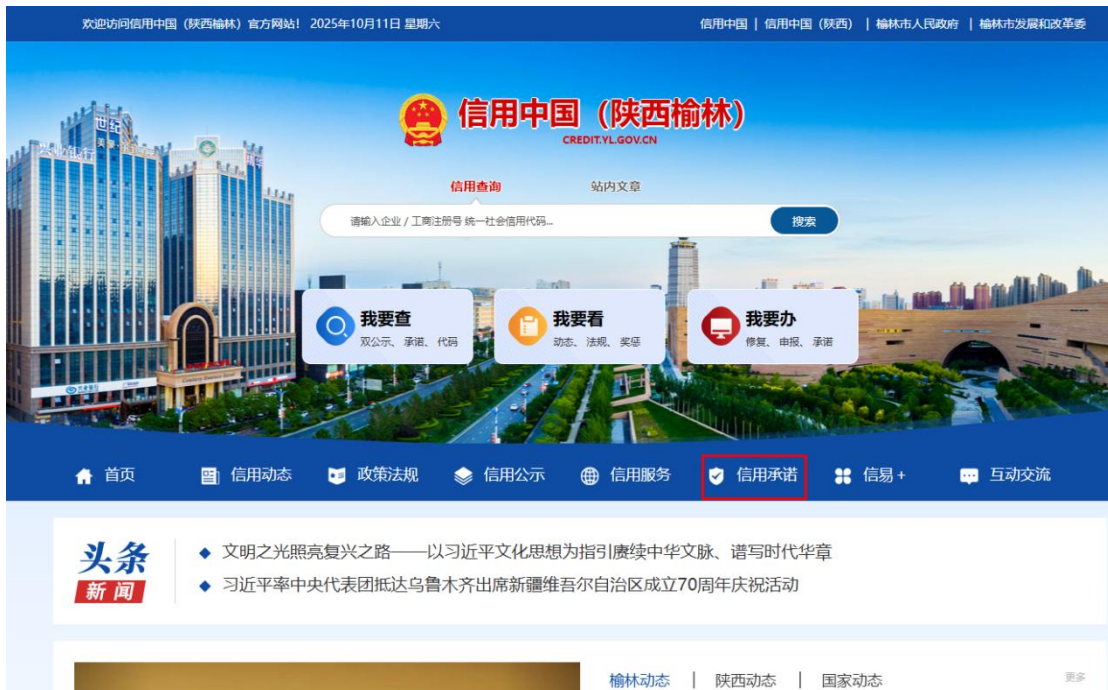 欢迎访问信用中国（陕西榆林）官方网站！ 2025年10月11日 星期六
信用中国 | 信用中国（陕西） | 榆林市人民政府 | 榆林市发展和改革委
信用中国（陕西榆林）
CREDIT.YL.GOV.CN
信用查询 站内文章
请输入企业 / 工商注册号 统一社会信用代码...
搜索
我要查
双公示、 承诺、 代码
我要看
动态、 法规、 奖惩
我要办
修复、 申报、 承诺
首页 信用动态 政策法规 信用公示 信用服务 信用承诺 信易+ 互动交流
头条
新闻
◆ 文明之光照亮复兴之路——以习近平文化思想为指引赓续中华文脉、谱写时代华章
◆ 习近平率中央代表团抵达乌鲁木齐出席新疆维吾尔自治区成立70周年庆祝活动
榆林动态 | 陕西动态 | 国家动态
更多